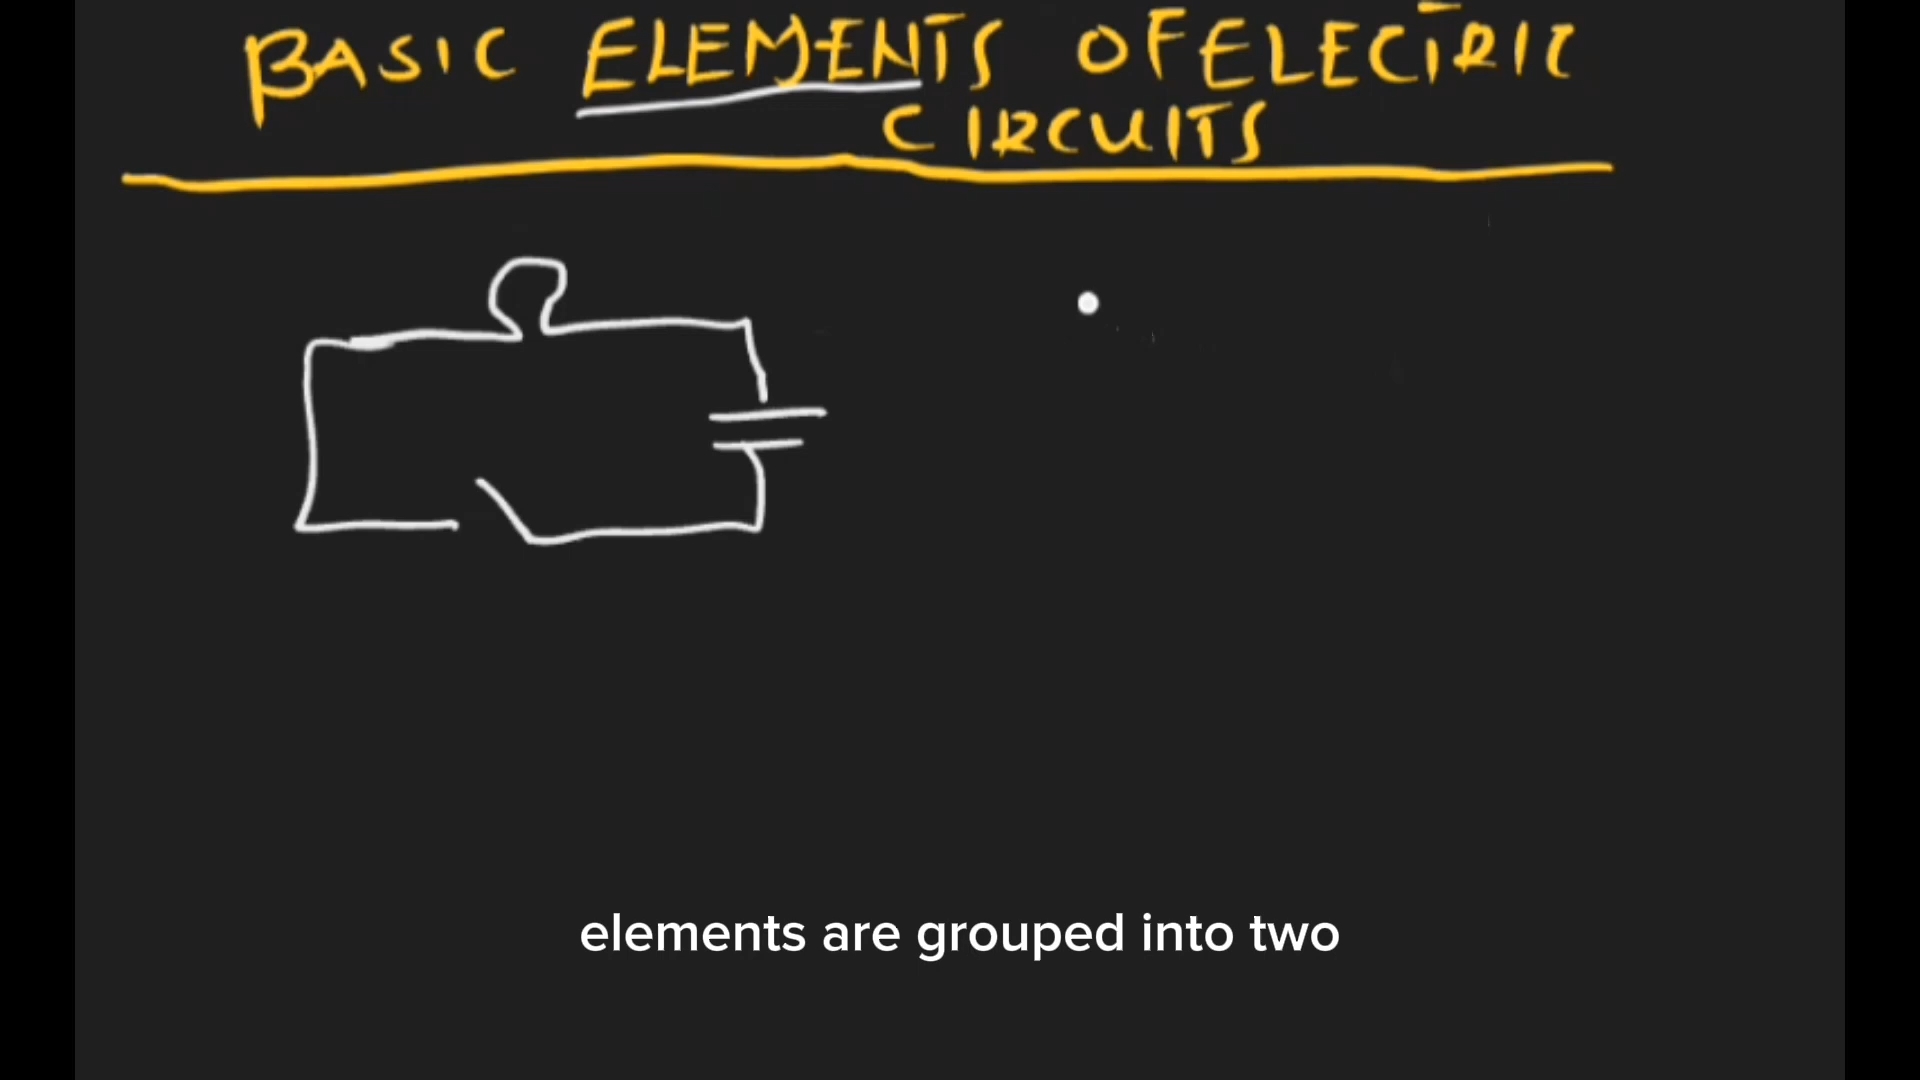 BASIC ELEMENTS OF ELECTRIC
CIRCUITS
elements are grouped into two